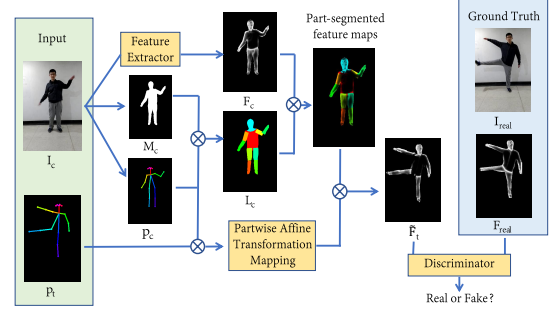 Input
I_c
p_t
Feature
Extractor
M_c
p_c
F_c
L_c
Part-segmented
feature maps
Partwise Affine
Transformation
Mapping
F̃_t
Ground Truth
I_real
F_real
Discriminator
Real or Fake?